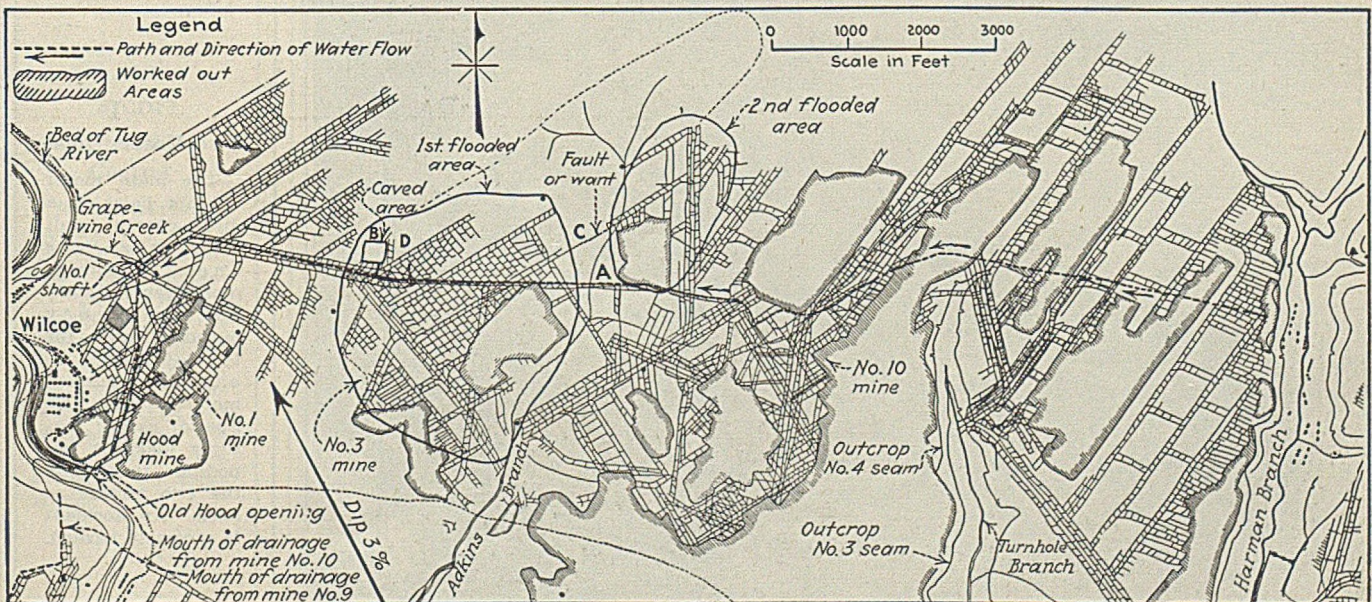 Legend
Path and Direction of Water Flow
Worked out
Areas
0 1000 2000 3000
Scale in Feet
Bed of Tug
River
Grape-
vine Creek
No.1
shaft
Wilcoe
1st. flooded
area
Caved
area
B
D
Fault
or want
C
A
2nd flooded
area
No.10
mine
Hood
mine
No.1
mine
No.3
mine
Old Hood opening
Mouth of drainage
from mine No.10
Mouth of drainage
from mine No.9
DIP 3%
Adkins Branch
Outcrop
No.4 seam
Outcrop
No.3 seam
Turnhole
Branch
Harman Branch